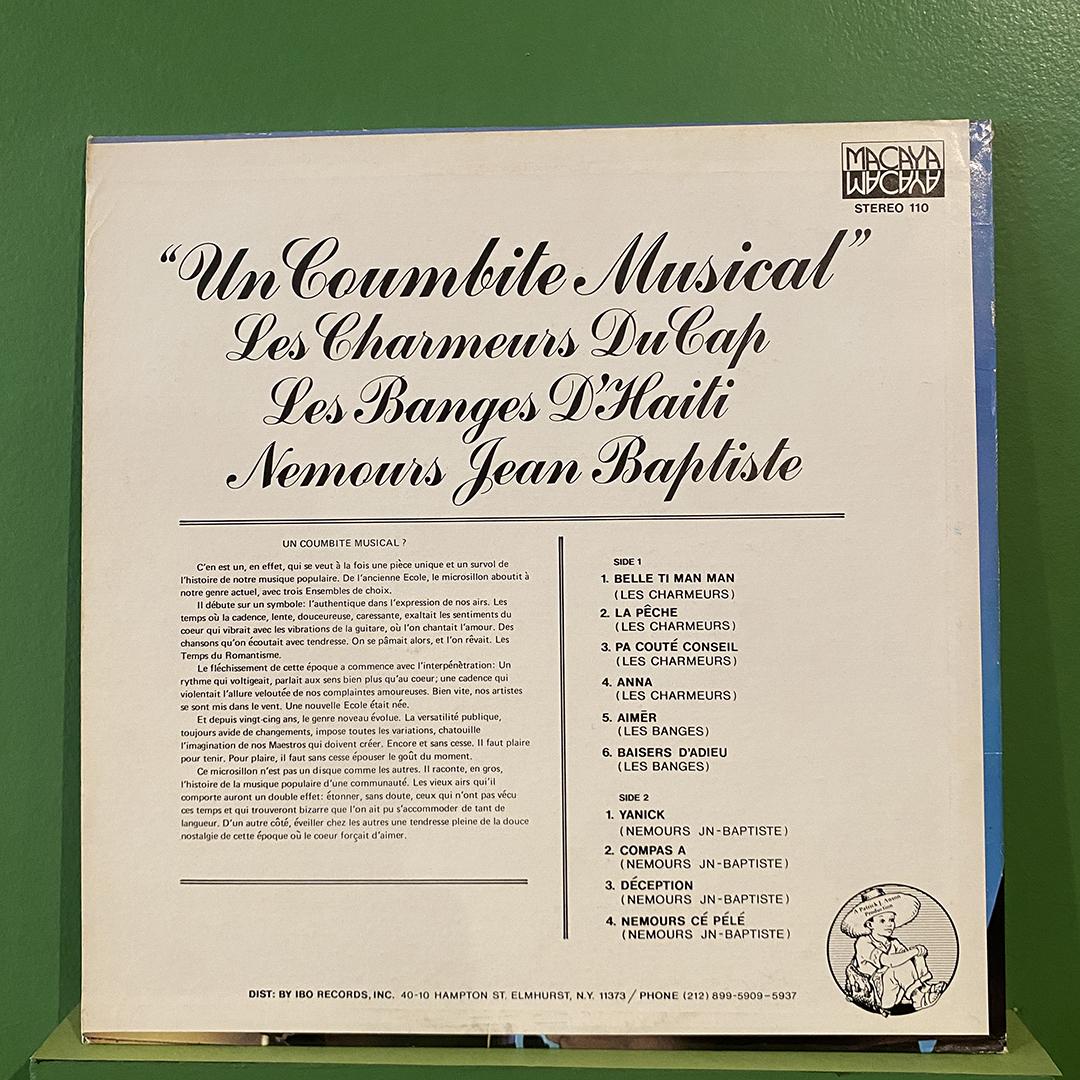 MACAYA
MACAYA
STEREO 110
“Un Coumbite Musical”
Les Charmeurs Du Cap
Les Banges D'Haiti
Nemours Jean Baptiste
UN COUMBITE MUSICAL ?
C'en est un, en effet, qui se veut à la fois une pièce unique et un survol de
l'histoire de notre musique populaire. De l'ancienne Ecole, le microsillon aboutit à
notre genre actuel, avec trois Ensembles de choix.
Il débute sur un symbole: l'authentique dans l'expression de nos airs. Les
temps où la cadence, lente, douceureuse, caressante, exaltait les sentiments du
coeur qui vibrait avec les vibrations de la guitare, où l'on chantait l'amour. Des
chansons qu'on écoutait avec tendresse. On se pâmait alors, et l'on rêvait. Les
Temps du Romantisme.
Le fléchissement de cette époque a commence avec l'interpénètration: Un
rythme qui voltigeait, parlait aux sens bien plus qu'au coeur; une cadence qui
violentait l'allure veloutée de nos complaintes amoureuses. Bien vite, nos artistes
se sont mis dans le vent. Une nouvelle Ecole était née.
Et depuis vingt-cinq ans, le genre noveau évolue. La versatilité publique,
toujours avide de changements, impose toutes les variations, chatouille
l'imagination de nos Maestros qui doivent créer. Encore et sans cesse. Il faut plaire
pour tenir. Pour plaire, il faut sans cesse épouser le goût du moment.
Ce microsillon n'est pas un disque comme les autres. Il raconte, en gros,
l'histoire de la musique populaire d'une communauté. Les vieux airs qu'il
comporte auront un double effet: étonner, sans doute, ceux qui n'ont pas vécu
ces temps et qui trouveront bizarre que l'on ait pu s'accommoder de tant de
langueur. D'un autre côté, éveiller chez les autres une tendresse pleine de la douce
nostalgie de cette époque où le coeur forçait d'aimer.
SIDE 1
1. BELLE TI MAN MAN
(LES CHARMEURS)
2. LA PÊCHE
(LES CHARMEURS)
3. PA COUTÉ CONSEIL
(LES CHARMEURS)
4. ANNA
(LES CHARMEURS)
5. AIMĒR
(LES BANGES)
6. BAISERS D'ADIEU
(LES BANGES)
SIDE 2
1. YANICK
(NEMOURS JN-BAPTISTE)
2. COMPAS A
(NEMOURS JN-BAPTISTE)
3. DÉCEPTION
(NEMOURS JN-BAPTISTE)
4. NEMOURS CÉ PÉLÉ
(NEMOURS JN-BAPTISTE)
A Patrick J. Anson
Production
DIST: BY IBO RECORDS, INC. 40-10 HAMPTON ST, ELMHURST, N.Y. 11373 / PHONE (212) 899-5909-5937